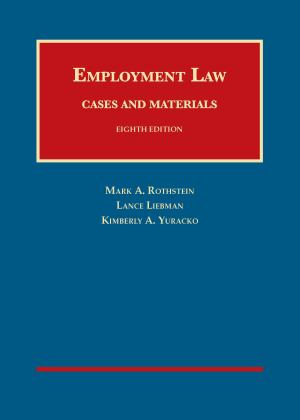 EMPLOYMENT LAW
CASES AND MATERIALS
EIGHTH EDITION
MARK A. ROTHSTEIN
LANCE LIEBMAN
KIMBERLY A. YURACKO